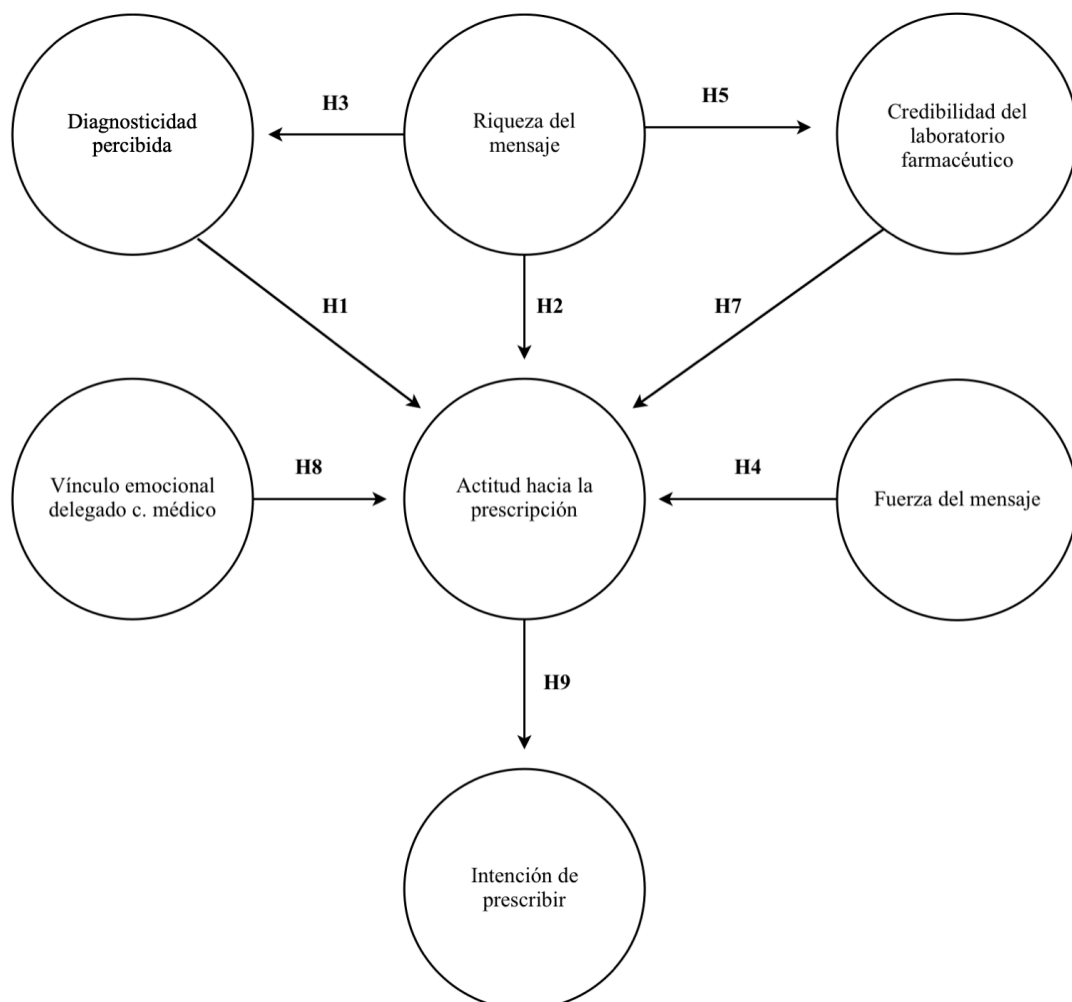 H3
H5
Diagnosticidad
percibida
Riqueza del
mensaje
Credibilidad del
laboratorio
farmacéutico
H1
H2
H7
Vínculo emocional
delegado c. médico
H8
Actitud hacia la
prescripción
H4
Fuerza del mensaje
H9
Intención de
prescribir